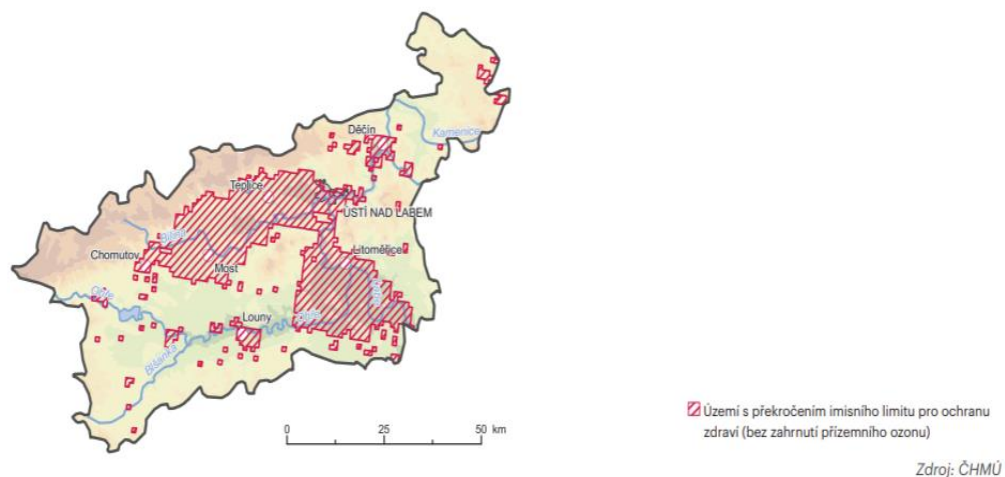 Děčín
Kamenice
Teplice
ÚSTÍ NAD LABEM
Bílina
Litoměřice
Chomutov
Most
Labe
Ohře
Ohře
Louny
Blšanka
0 25 50 km
Území s překročením imisního limitu pro ochranu
zdraví (bez zahrnutí přízemního ozonu)
Zdroj: ČHMÚ